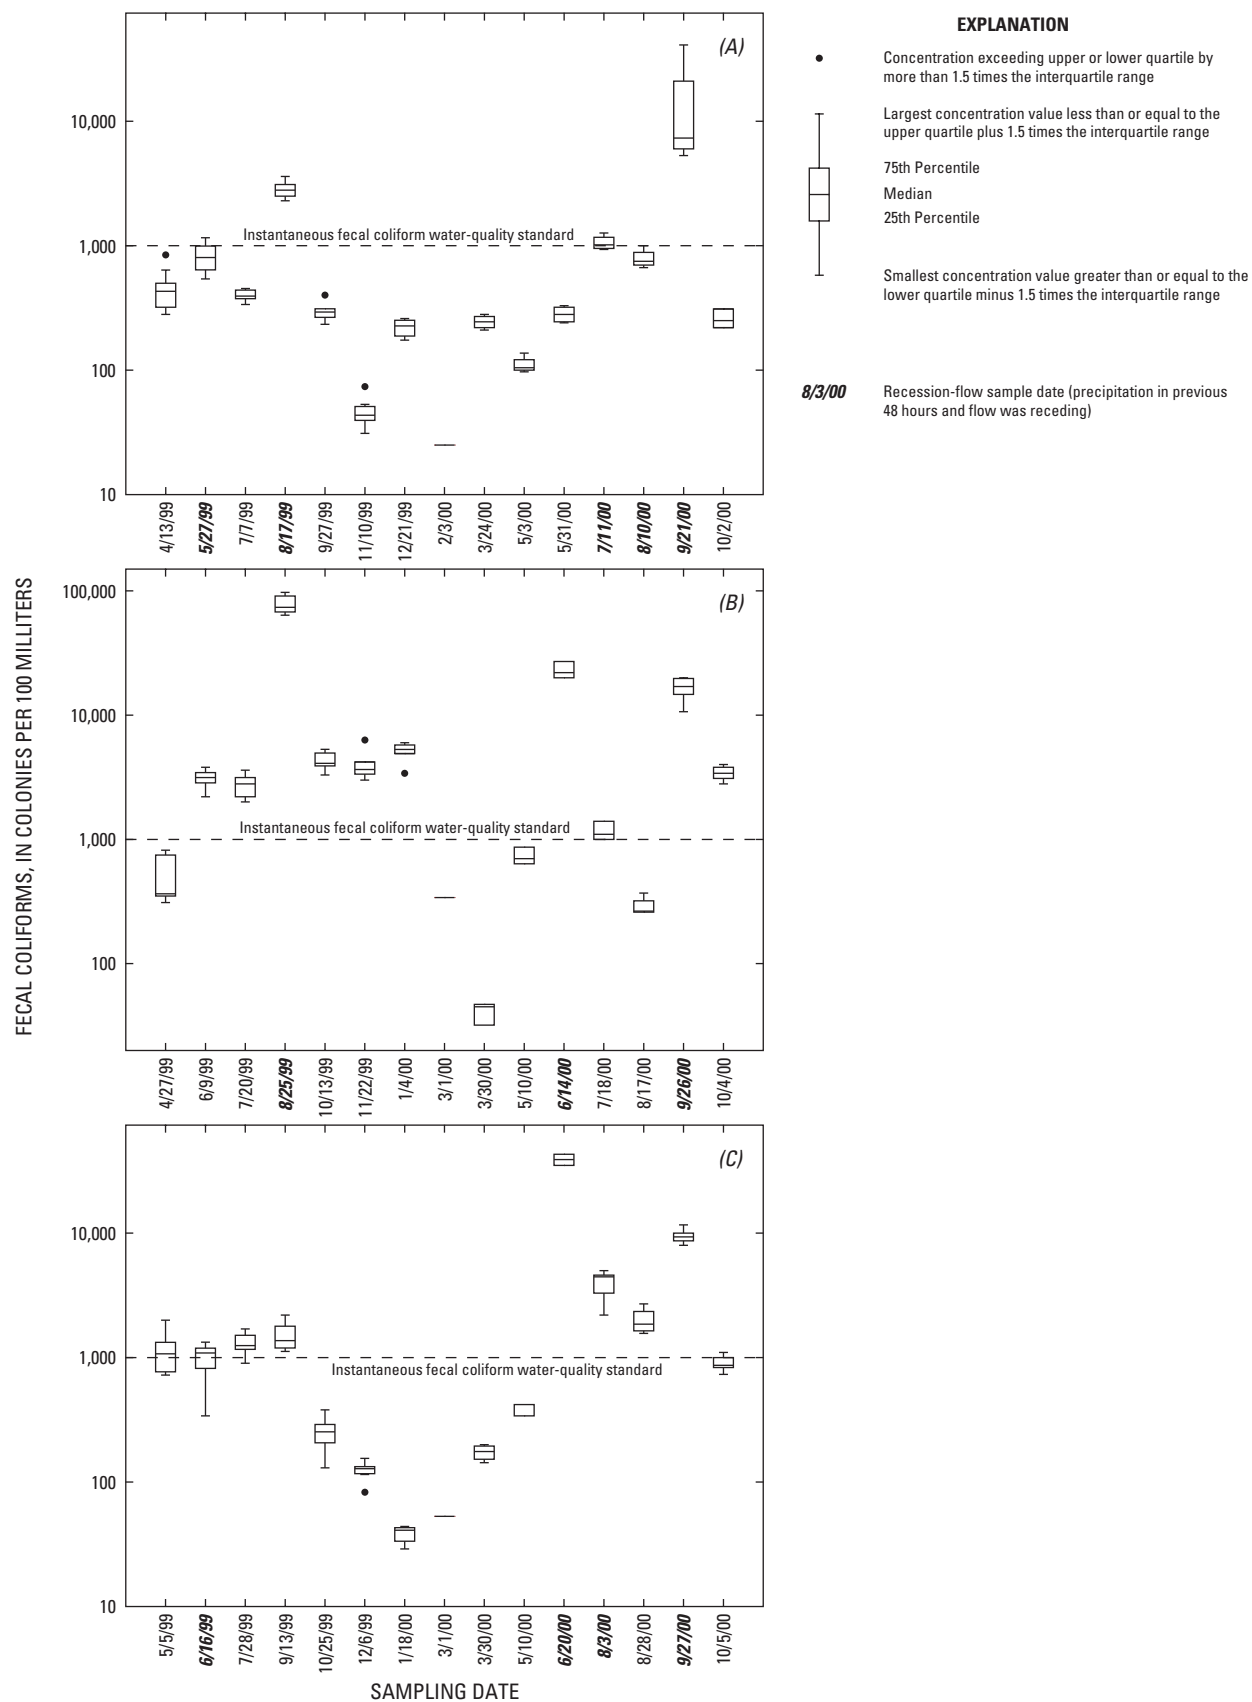 (A)
10,000
1,000
100
10
Instantaneous fecal coliform water-quality standard
4/13/99
5/27/99
7/7/99
8/17/99
9/27/99
11/10/99
12/21/99
2/3/00
3/24/00
5/3/00
5/31/00
7/11/00
8/10/00
9/21/00
10/2/00
EXPLANATION
Concentration exceeding upper or lower quartile by
more than 1.5 times the interquartile range
Largest concentration value less than or equal to the
upper quartile plus 1.5 times the interquartile range
75th Percentile
Median
25th Percentile
Smallest concentration value greater than or equal to the
lower quartile minus 1.5 times the interquartile range
8/3/00 Recession-flow sample date (precipitation in previous
48 hours and flow was receding)
FECAL COLIFORMS, IN COLONIES PER 100 MILLITERS
(B)
100,000
10,000
1,000
100
Instantaneous fecal coliform water-quality standard
4/27/99
6/9/99
7/20/99
8/25/99
10/13/99
11/22/99
1/4/00
3/1/00
3/30/00
5/10/00
6/14/00
7/18/00
8/17/00
9/26/00
10/4/00
(C)
10,000
1,000
100
10
Instantaneous fecal coliform water-quality standard
5/5/99
6/16/99
7/28/99
9/13/99
10/25/99
12/6/99
1/18/00
3/1/00
3/30/00
5/10/00
6/20/00
8/3/00
8/28/00
9/27/00
10/5/00
SAMPLING DATE